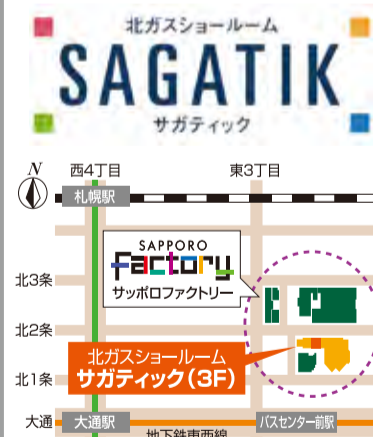 北ガスショールーム
SAGATIK
サガティック
N
西4丁目
東3丁目
札幌駅
SAPPORO
Factory
サッポロファクトリー
北3条
北2条
北ガスショールーム
サガティック(3F)
北1条
大通
大通駅
バスセンター前駅
地下鉄東西線